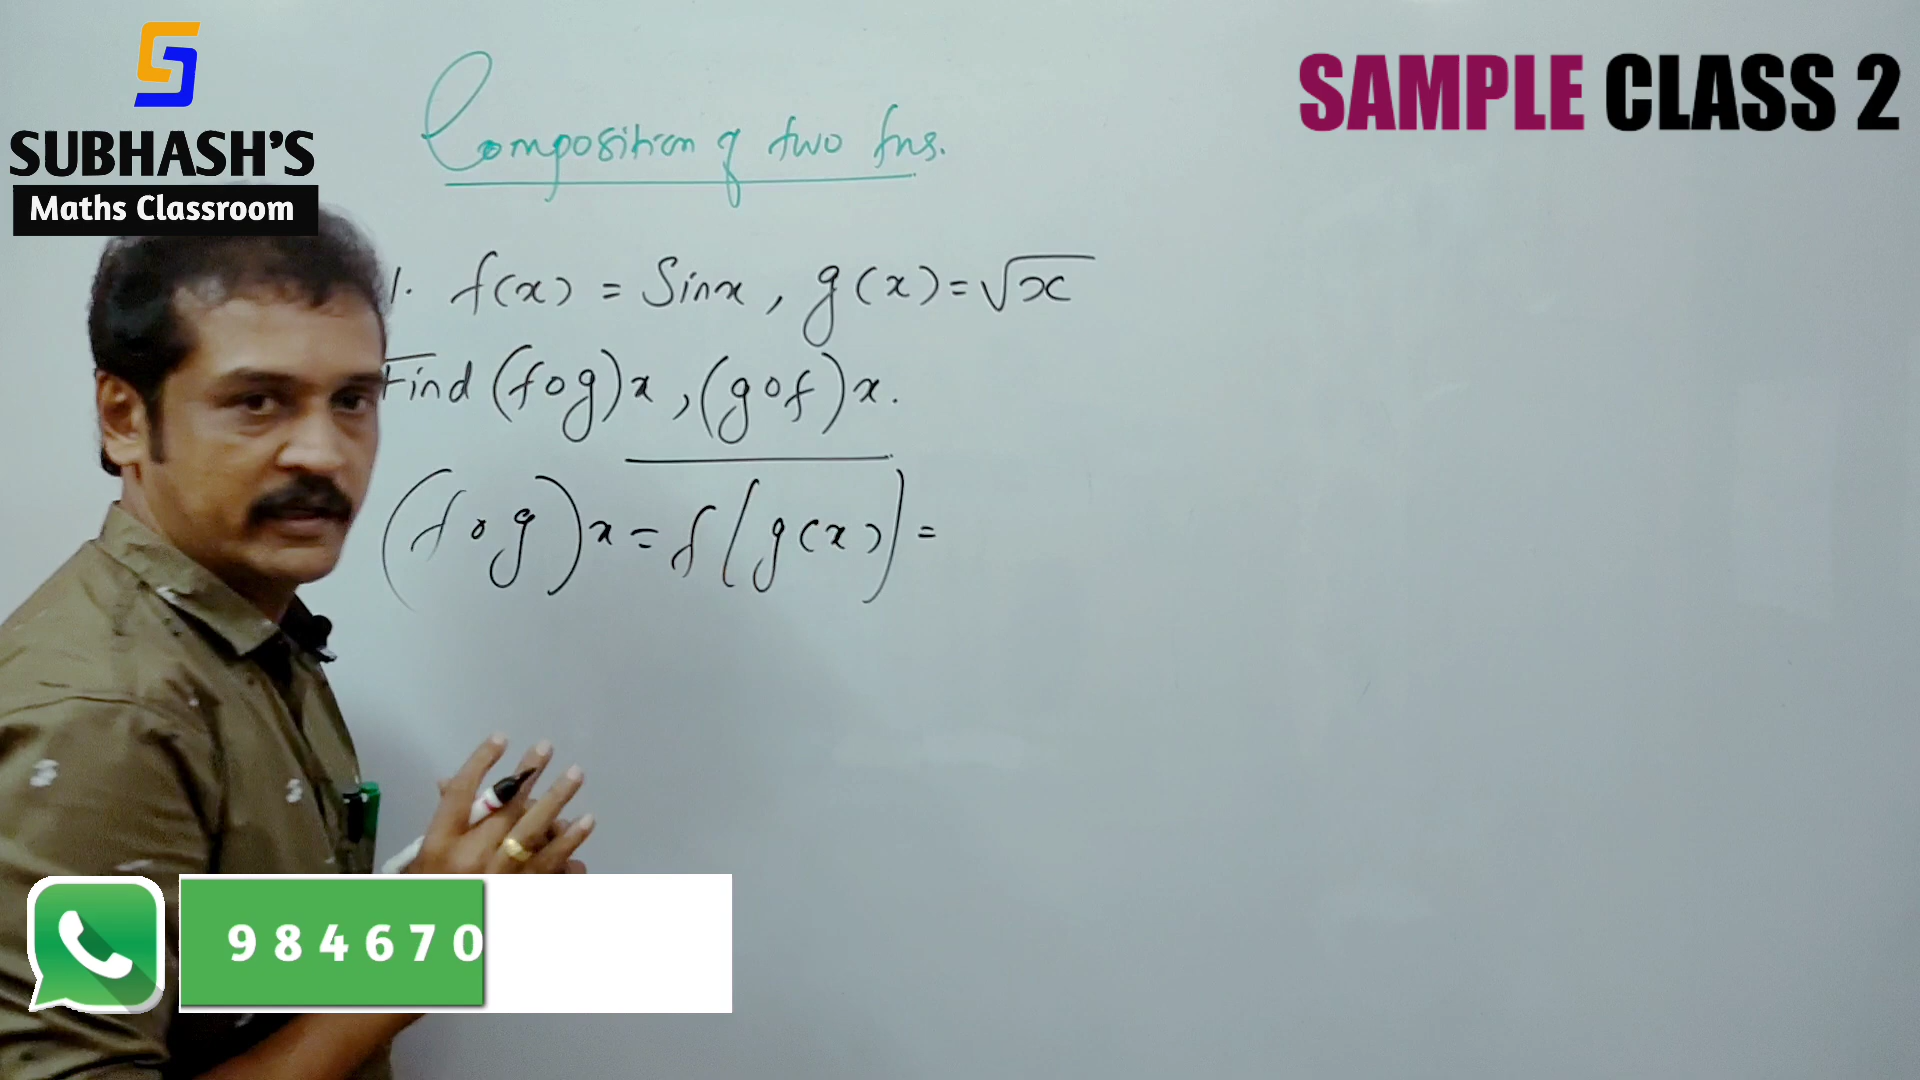 SUBHASH'S
Maths Classroom
SAMPLE CLASS 2
Composition of two fns.
1. f(x) = Sinx, g(x)=√x
Find (fog)x, (gof)x.
(fog)x = f(g(x)) =
984670